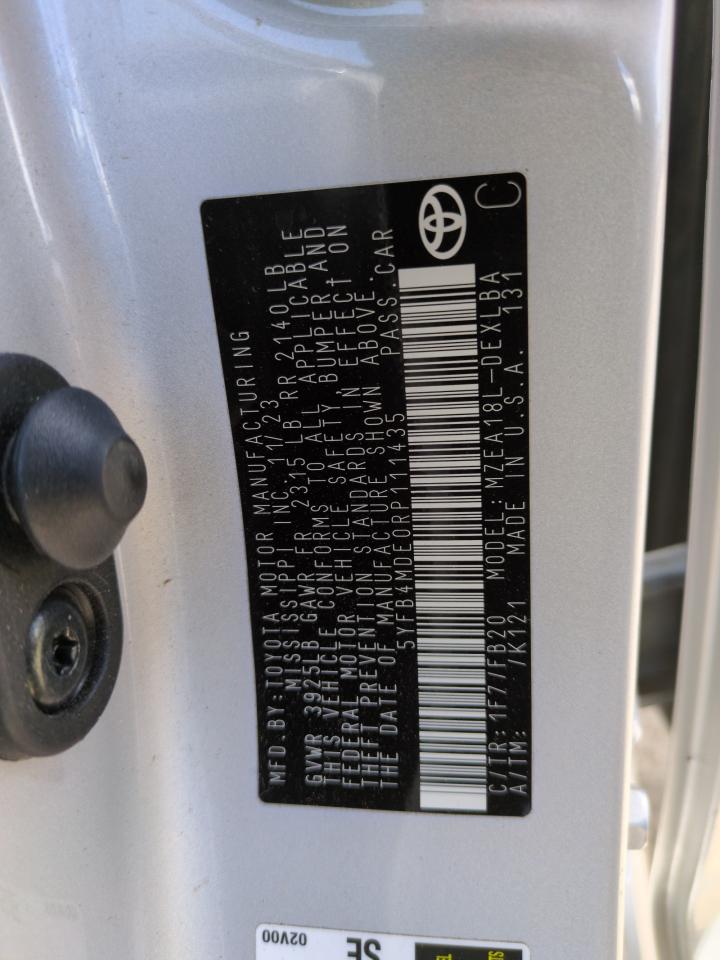 MFD.BY:TOYOTA MOTOR MANUFACTURING
MISSISSIPPI INC. 11/23
GVWR 3925LB GAWR FR 2315 LB RR 2140LB
THIS VEHICLE CONFORMS TO ALL APPLICABLE
FEDERAL MOTOR VEHICLE SAFETY BUMPER AND
THEFT PREVENTION STANDARDS IN EFFECT ON
THE DATE OF MANUFACTURE SHOWN ABOVE.
5YFB4MDE0RP111435 PASS.CAR
C/TR:1F7/FB20 MODEL:MZEA18L-DEXLBA
A/TM: /K121 MADE IN U.S.A. 131
C
02V00
SE